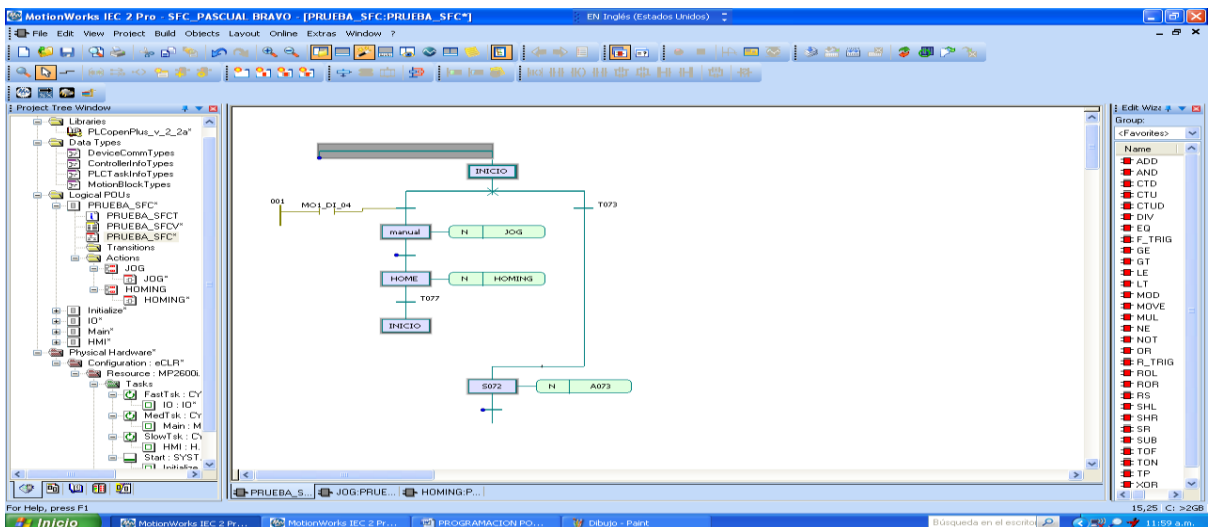 MotionWorks IEC 2 Pro - SFC_PASCUAL BRAVO - [PRUEBA_SFC:PRUEBA_SFC*]
EN Inglés (Estados Unidos)
File Edit View Project Build Objects Layout Online Extras Window ?
Project Tree Window
Libraries
PLCopenPlus_v_2_2a*
Data Types
DeviceCommTypes
ControllerInfoTypes
PLCTaskInfoTypes
MotionBlockTypes
Logical POUs
PRUEBA_SFC*
PRUEBA_SFCT
PRUEBA_SFCV*
PRUEBA_SFC*
Transitions
Actions
JOG
JOG*
HOMING
HOMING*
Initialize*
IO*
Main*
HMI*
Physical Hardware*
Configuration : eCLR*
Resource : MP2600i.
Tasks
FastTsk : CY
IO : IO*
MedTsk : CY
Main : M
SlowTsk : CY
HMI : H.
Start : SYST.
Initialize
INICIO
001
MO1_DI_04
T073
manual
N
JOG
HOME
N
HOMING
T077
INICIO
S072
N
A073
PRUEBA_S...
JOG:PRUE...
HOMING:P...
Edit Wiz
Group:
<Favorites>
Name
ADD
AND
CTD
CTU
CTUD
DIV
EQ
F_TRIG
GE
GT
LE
LT
MOD
MOVE
MUL
NE
NOT
OR
R_TRIG
ROL
ROR
RS
SHL
SHR
SR
SUB
TOF
TON
TP
XOR
For Help, press F1
15,25 C: >2GB
Inicio
MotionWorks IEC 2 Pr...
MotionWorks IEC 2 Pr...
PROGRAMACION PO...
Dibujo - Paint
Búsqueda en el escrito
11:59 a.m.